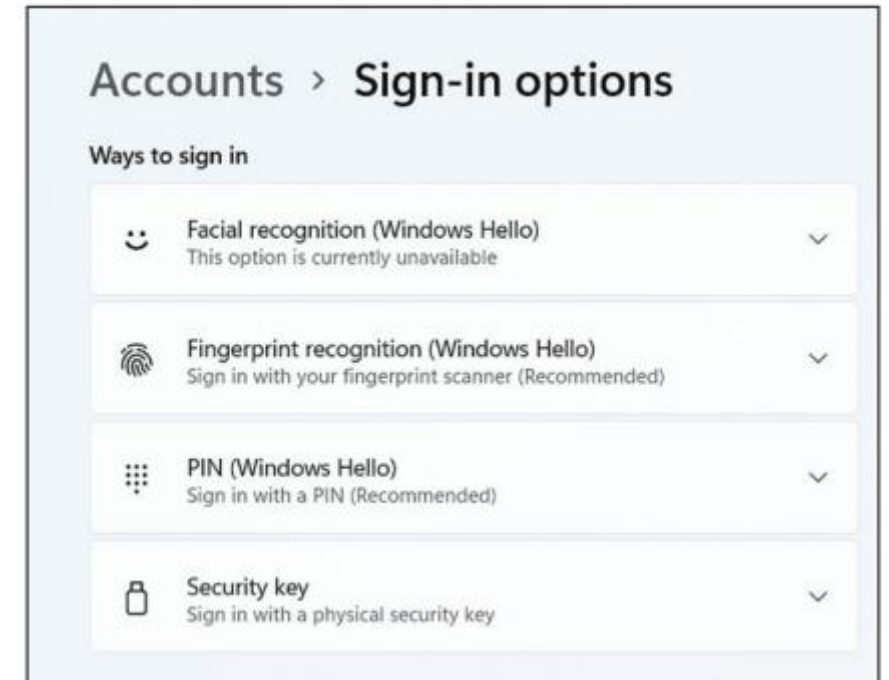 Accounts > Sign-in options
Ways to sign in
Facial recognition (Windows Hello)
This option is currently unavailable
Fingerprint recognition (Windows Hello)
Sign in with your fingerprint scanner (Recommended)
PIN (Windows Hello)
Sign in with a PIN (Recommended)
Security key
Sign in with a physical security key